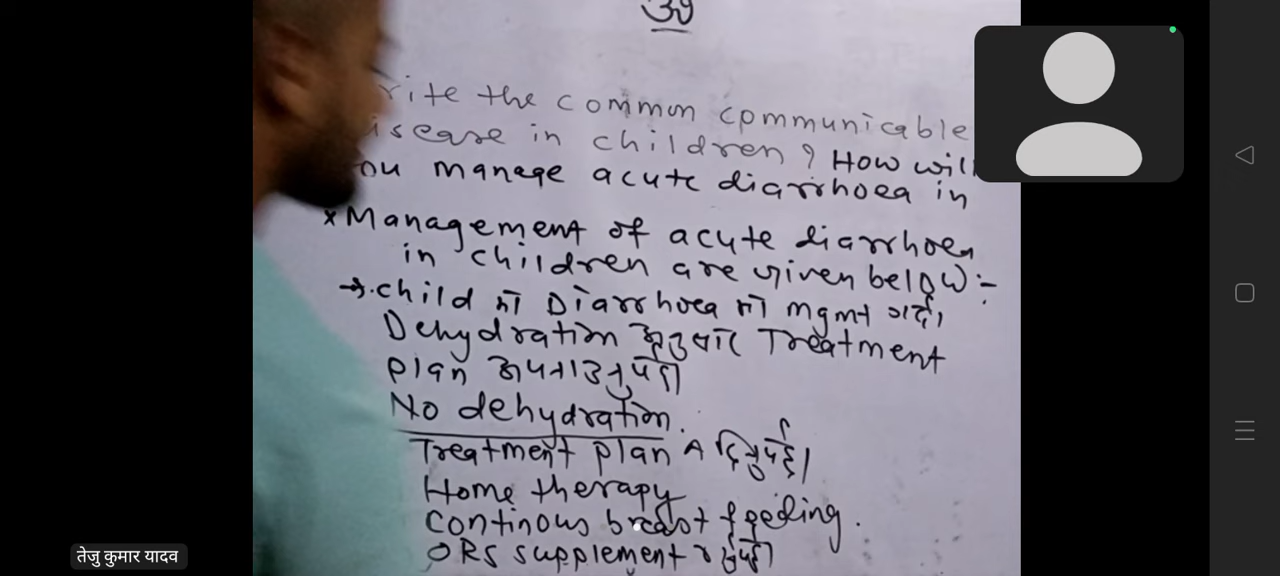 ॐ
rite the common communicable
isease in children? How will
ou manage acute diarrhoea in
* Management of acute diarrhoea
in children are given below :-
→ . child मा Diarrhoea को mgmt गर्दा
Dehydration अनुसार Treatment
plan अपनाउनुपर्छ।
No dehydration.
Treatment plan A दिनुपर्छ।
Home therapy
continous breast feeding.
ORS supplement
तेजु कुमार यादव